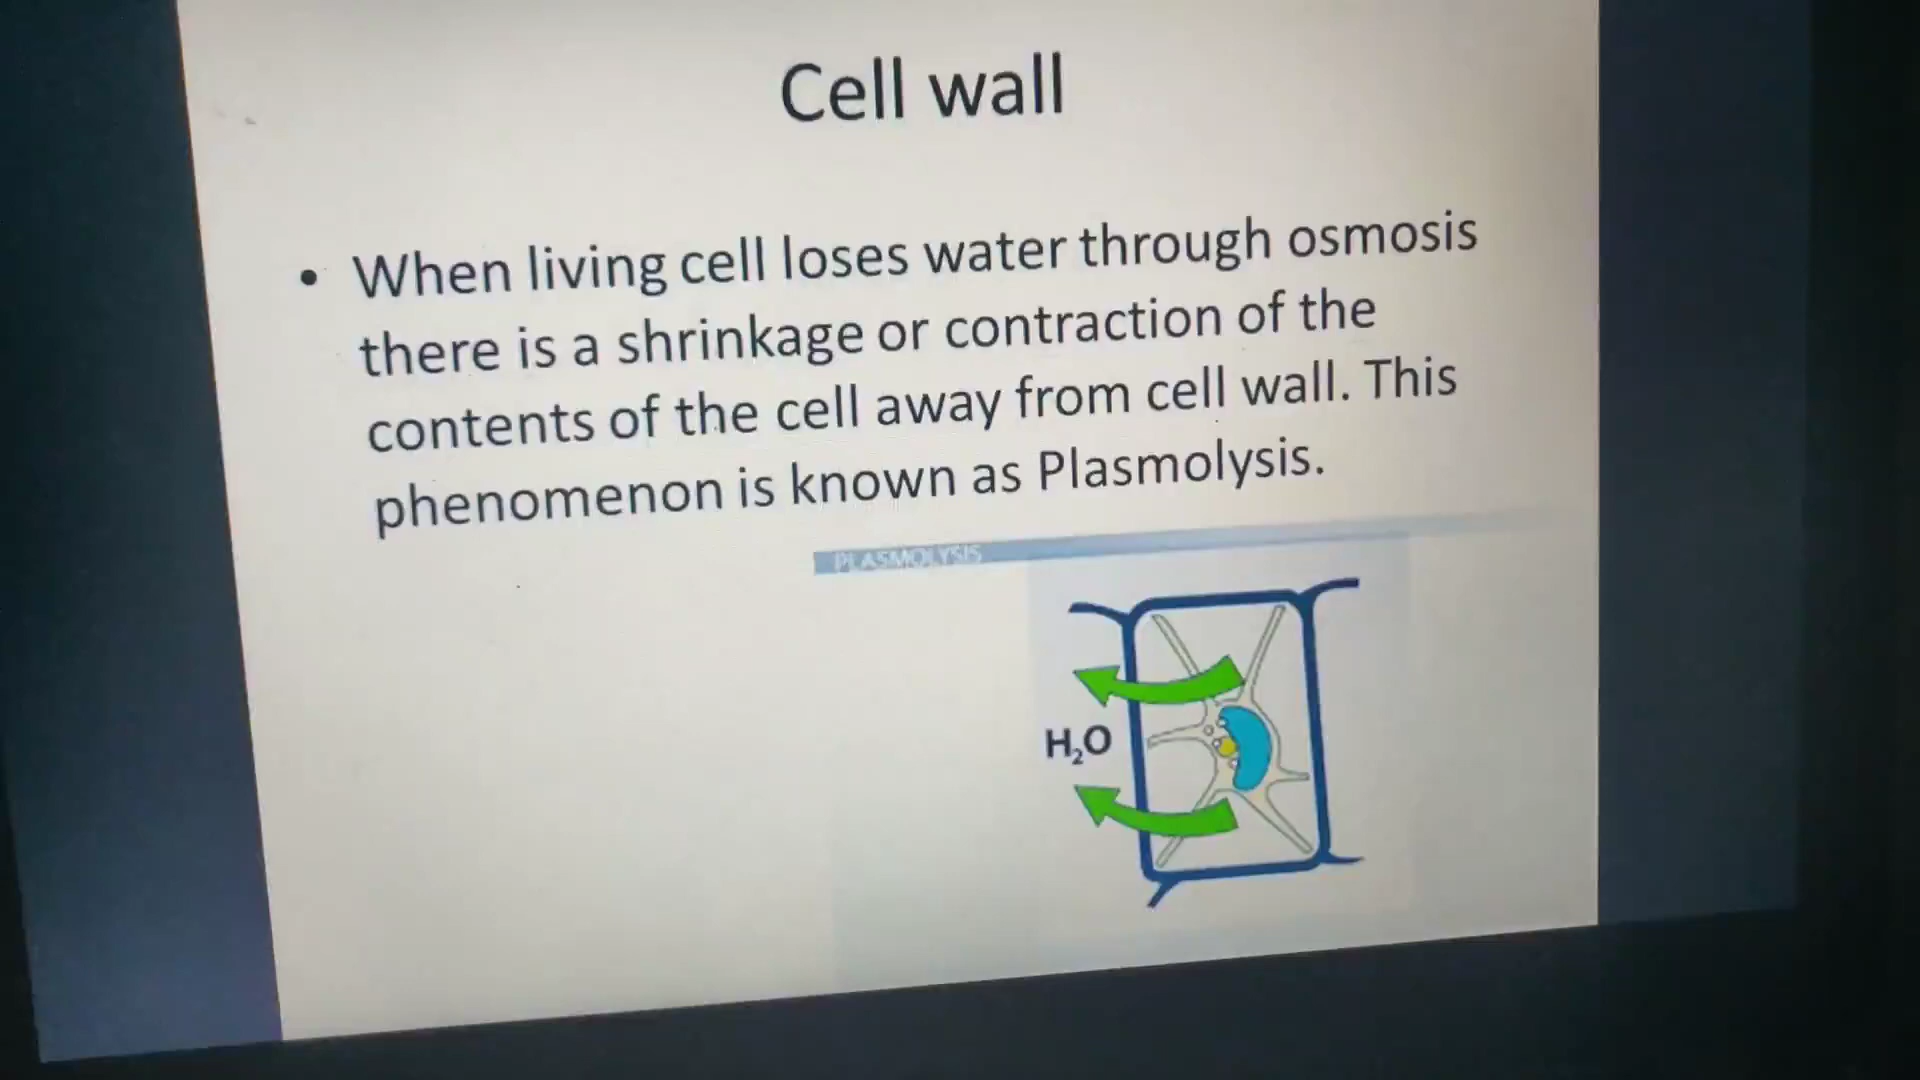 Cell wall
• When living cell loses water through osmosis
there is a shrinkage or contraction of the
contents of the cell away from cell wall. This
phenomenon is known as Plasmolysis.
PLASMOLYSIS
H₂O